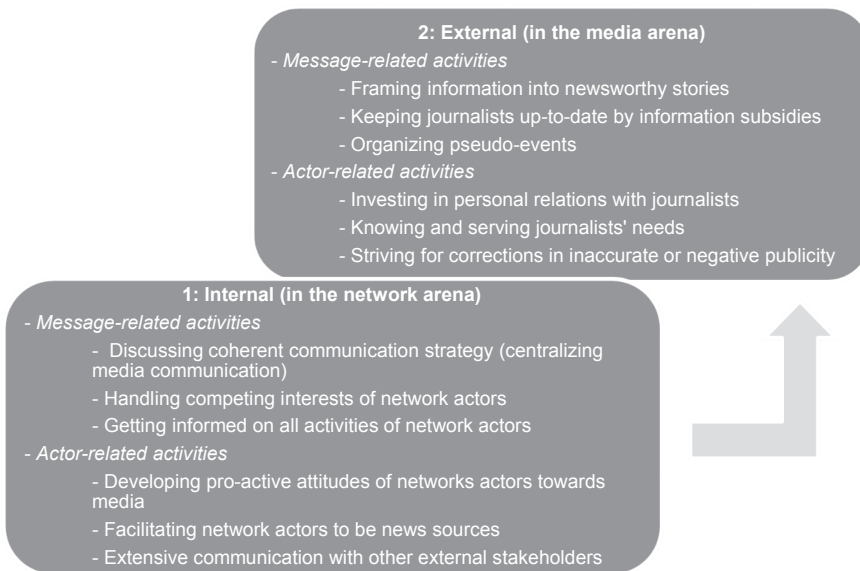 2: External (in the media arena)
- Message-related activities
- Framing information into newsworthy stories
- Keeping journalists up-to-date by information subsidies
- Organizing pseudo-events
- Actor-related activities
- Investing in personal relations with journalists
- Knowing and serving journalists' needs
- Striving for corrections in inaccurate or negative publicity
1: Internal (in the network arena)
- Message-related activities
- Discussing coherent communication strategy (centralizing
media communication)
- Handling competing interests of network actors
- Getting informed on all activities of network actors
- Actor-related activities
- Developing pro-active attitudes of networks actors towards
media
- Facilitating network actors to be news sources
- Extensive communication with other external stakeholders